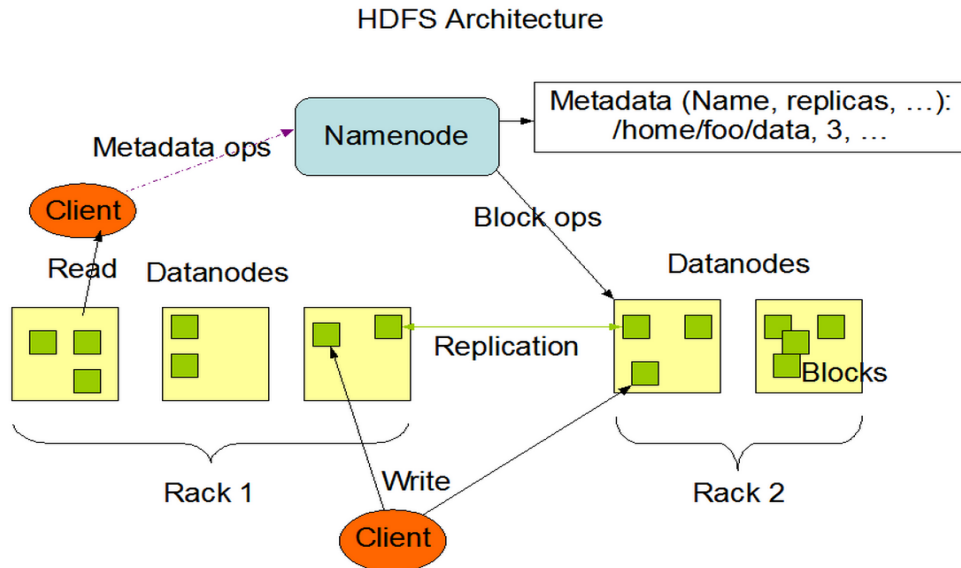 HDFS Architecture
Metadata (Name, replicas, …):
/home/foo/data, 3, …
Namenode
Metadata ops
Client
Block ops
Read
Datanodes
Datanodes
Replication
Blocks
Write
Rack 1
Rack 2
Client